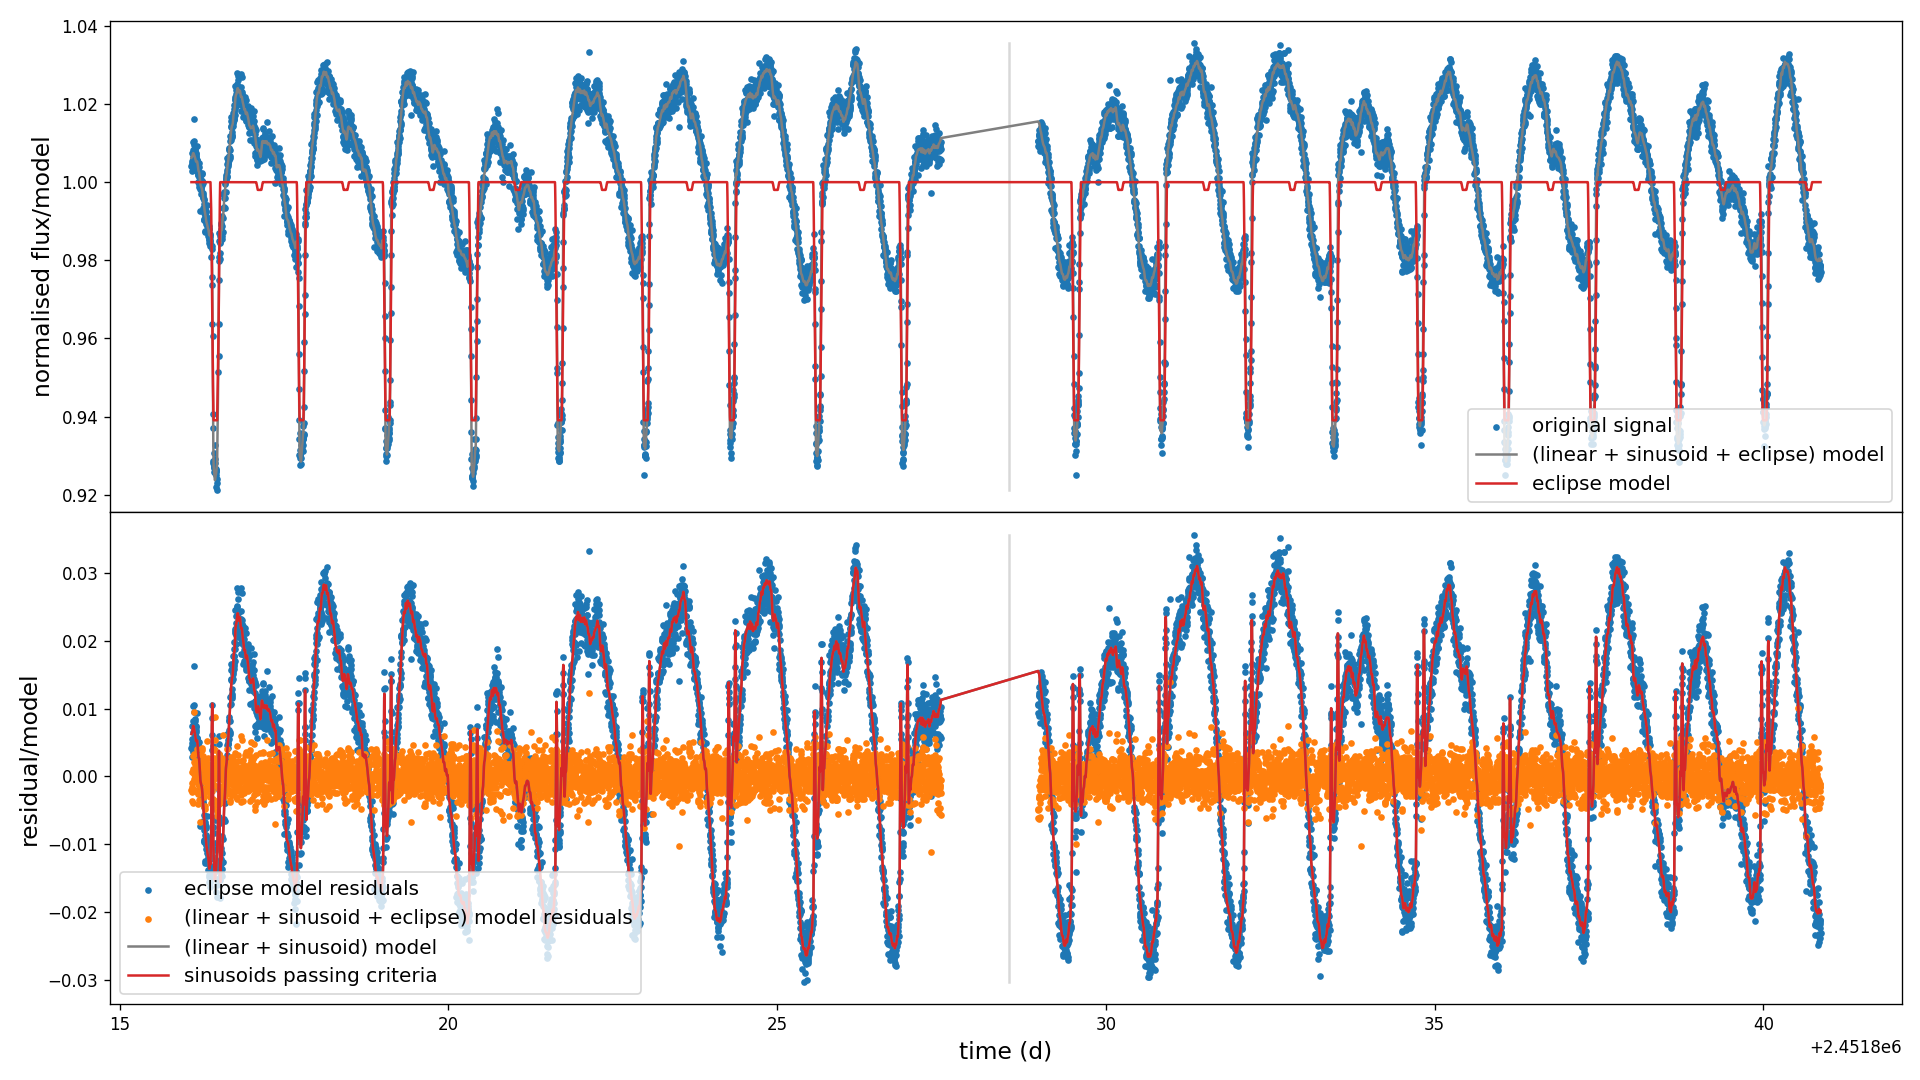 1.04
1.02
1.00
0.98
0.96
0.94
0.92
normalised flux/model
original signal
(linear + sinusoid + eclipse) model
eclipse model
0.03
0.02
0.01
0.00
−0.01
−0.02
−0.03
residual/model
eclipse model residuals
(linear + sinusoid + eclipse) model residuals
(linear + sinusoid) model
sinusoids passing criteria
15 20 25 30 35 40
time (d)
+2.4518e6